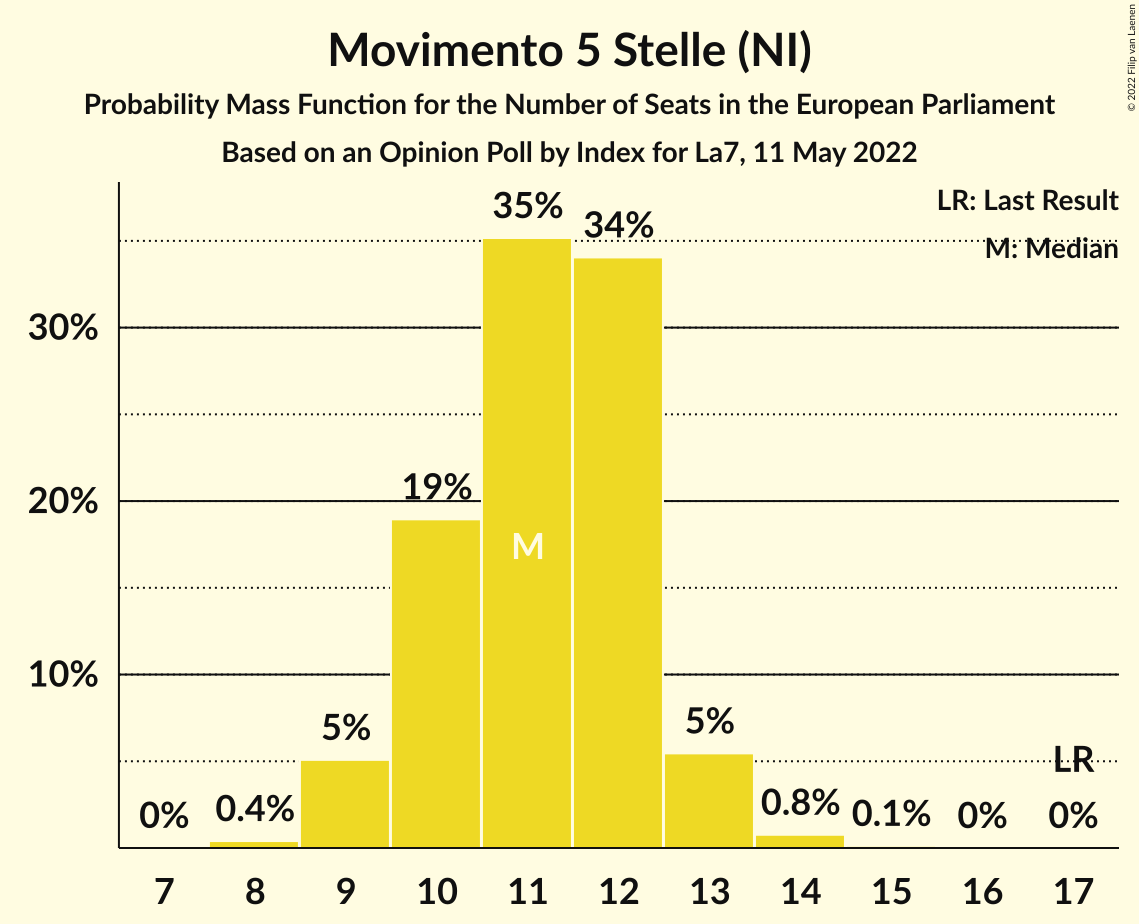 Movimento 5 Stelle (NI)
Probability Mass Function for the Number of Seats in the European Parliament
Based on an Opinion Poll by Index for La7, 11 May 2022
© 2022 Filip van Laenen
LR: Last Result
M: Median
35%
34%
30%
20%
19%
M
10%
5%
5%
LR
0%
0.4%
0.8%
0.1%
0%
0%
7 8 9 10 11 12 13 14 15 16 17